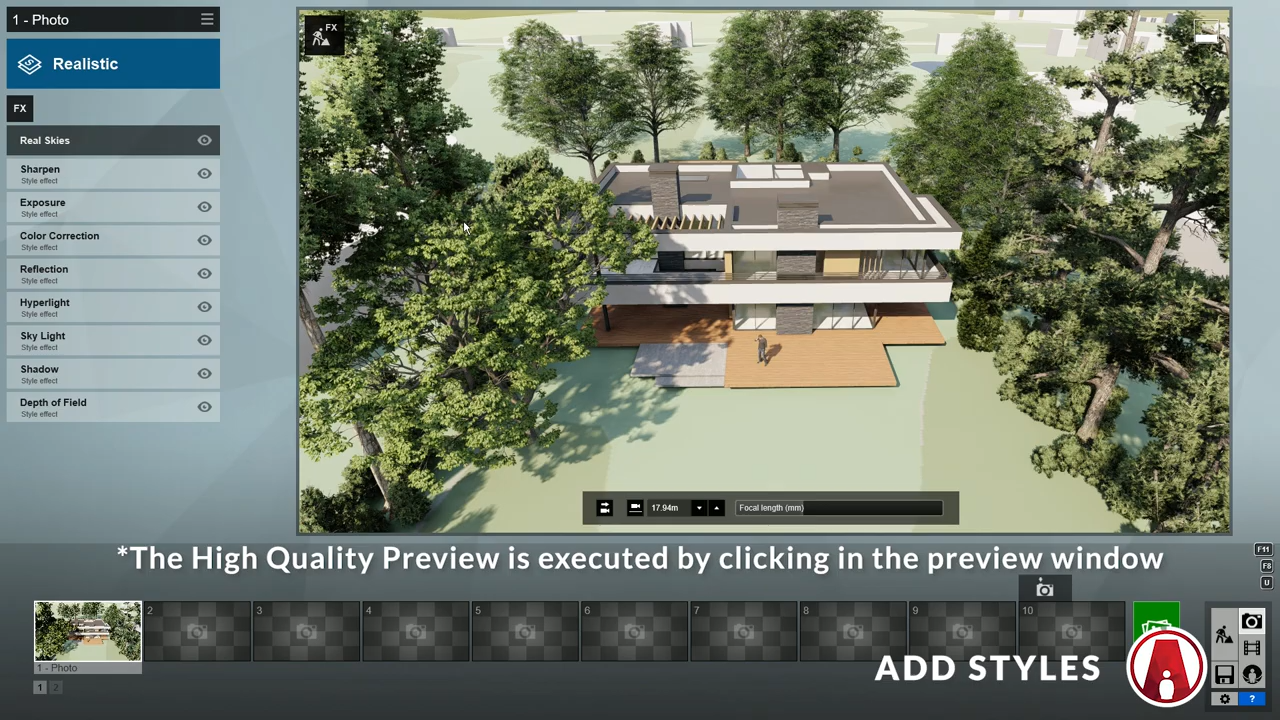 1 - Photo
Realistic
FX
Real Skies
Sharpen
Style effect
Exposure
Style effect
Color Correction
Style effect
Reflection
Style effect
Hyperlight
Style effect
Sky Light
Style effect
Shadow
Style effect
Depth of Field
Style effect
FX
17.94m
Focal length (mm)
*The High Quality Preview is executed by clicking in the preview window
F11
F8
U
2 3 4 5 6 7 8 9 10
1 - Photo
1 2
ADD STYLES
?